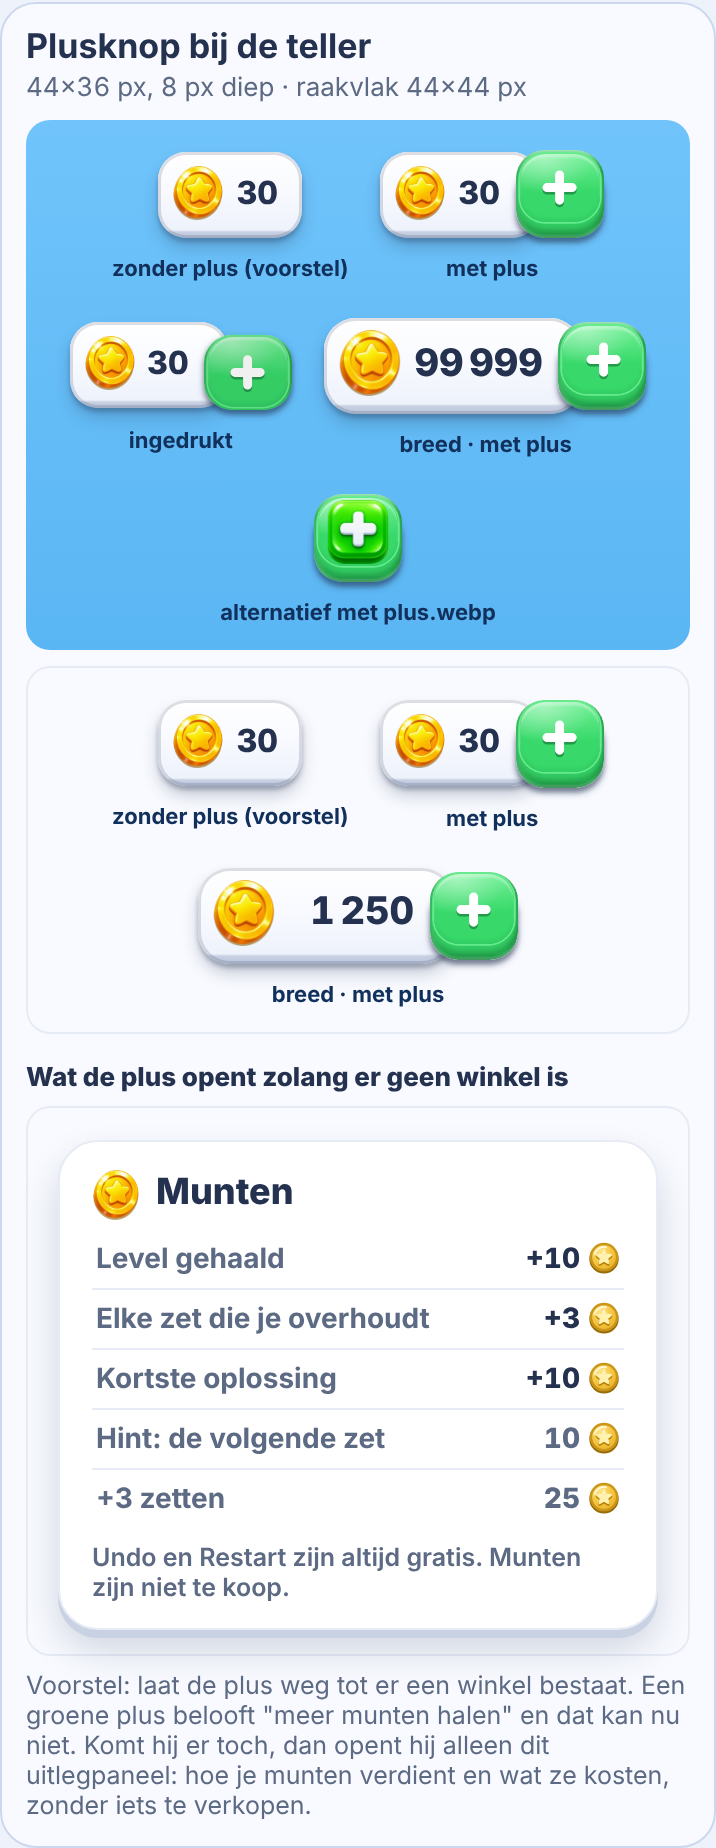 Plusknop bij de teller
44×36 px, 8 px diep · raakvlak 44×44 px
30
30
zonder plus (voorstel)
met plus
30
99 999
ingedrukt
breed · met plus
alternatief met plus.webp
30
30
zonder plus (voorstel)
met plus
1 250
breed · met plus
Wat de plus opent zolang er geen winkel is
Munten
Level gehaald +10
Elke zet die je overhoudt +3
Kortste oplossing +10
Hint: de volgende zet 10
+3 zetten 25
Undo en Restart zijn altijd gratis. Munten
zijn niet te koop.
Voorstel: laat de plus weg tot er een winkel bestaat. Een
groene plus belooft "meer munten halen" en dat kan nu
niet. Komt hij er toch, dan opent hij alleen dit
uitlegpaneel: hoe je munten verdient en wat ze kosten,
zonder iets te verkopen.